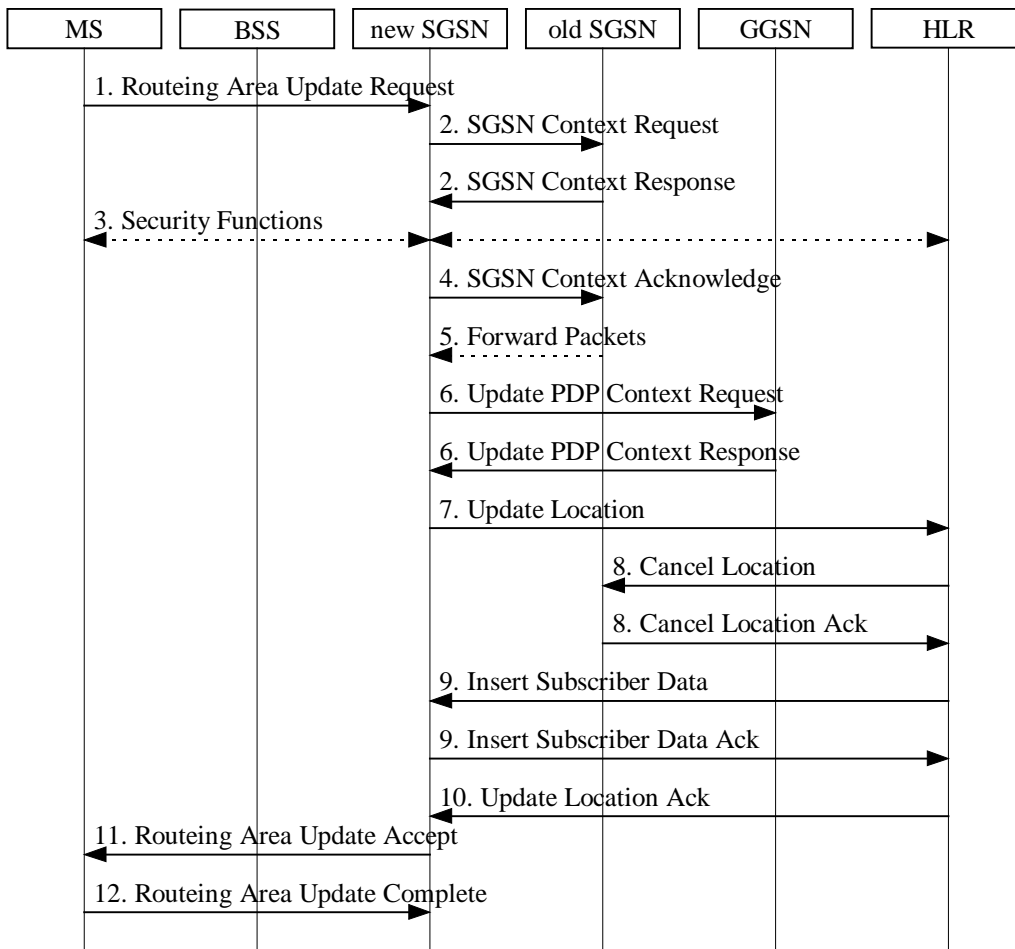 MS
BSS
new SGSN
old SGSN
GGSN
HLR
1. Routeing Area Update Request
2. SGSN Context Request
2. SGSN Context Response
3. Security Functions
4. SGSN Context Acknowledge
5. Forward Packets
6. Update PDP Context Request
6. Update PDP Context Response
7. Update Location
8. Cancel Location
8. Cancel Location Ack
9. Insert Subscriber Data
9. Insert Subscriber Data Ack
10. Update Location Ack
11. Routeing Area Update Accept
12. Routeing Area Update Complete